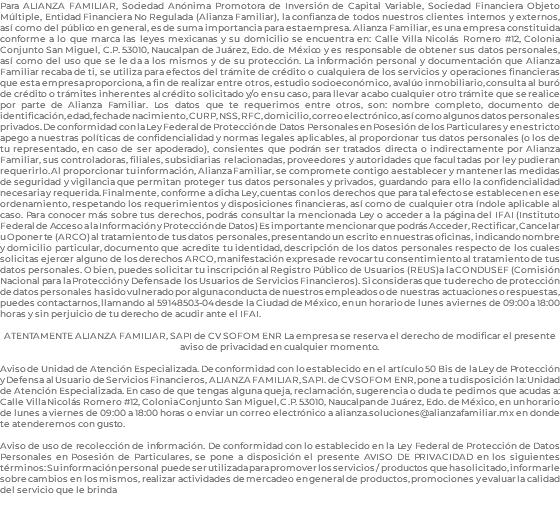 Para ALIANZA FAMILIAR, Sociedad Anónima Promotora de Inversión de Capital Variable, Sociedad Financiera Objeto
Múltiple, Entidad Financiera No Regulada (Alianza Familiar), la confianza de todos nuestros clientes internos y externos,
así como del público en general, es de suma importancia para esta empresa. Alianza Familiar, es una empresa constituida
conforme a lo que marca las leyes mexicanas y su domicilio se encuentra en: Calle Villa Nicolás Romero #12, Colonia
Conjunto San Miguel, C.P. 53010, Naucalpan de Juárez, Edo. de México y es responsable de obtener sus datos personales,
así como del uso que se le da a los mismos y de su protección. La información personal y documentación que Alianza
Familiar recaba de ti, se utiliza para efectos del trámite de crédito o cualquiera de los servicios y operaciones financieras
que esta empresa proporciona, a fin de realizar entre otros, estudio socioeconómico, avalúo inmobiliario, consulta al buró
de crédito o trámites inherentes al crédito solicitado y/o en su caso, para llevar a cabo cualquier otro trámite que se realice
por parte de Alianza Familiar. Los datos que te requerimos entre otros, son: nombre completo, documento de
identificación, edad, fecha de nacimiento, CURP, NSS, RFC, domicilio, correo electrónico, así como algunos datos personales
privados. De conformidad con la Ley Federal de Protección de Datos Personales en Posesión de los Particulares y en estricto
apego a nuestras políticas de confidencialidad y normas legales aplicables, al proporcionar tus datos personales (o los de
tu representado, en caso de ser apoderado), consientes que podrán ser tratados directa o indirectamente por Alianza
Familiar, sus controladoras, filiales, subsidiarias relacionadas, proveedores y autoridades que facultadas por ley pudieran
requerirlo. Al proporcionar tu información, Alianza Familiar, se compromete contigo a establecer y mantener las medidas
de seguridad y vigilancia que permitan proteger tus datos personales y privados, guardando para ello la confidencialidad
necesaria y requerida. Finalmente, conforme a dicha Ley, cuentas con los derechos que para tal efecto se establecen en ese
ordenamiento, respetando los requerimientos y disposiciones financieras, así como de cualquier otra índole aplicable al
caso. Para conocer más sobre tus derechos, podrás consultar la mencionada Ley o acceder a la página del IFAI (Instituto
Federal de Acceso a la Información y Protección de Datos) Es importante mencionar que podrás Acceder, Rectificar, Cancelar
u Oponerte (ARCO) al tratamiento de tus datos personales, presentando un escrito en nuestras oficinas, indicando nombre
y domicilio particular, documento que acredite tu identidad, descripción de los datos personales respecto de los cuales
solicitas ejercer alguno de los derechos ARCO, manifestación expresa de revocar tu consentimiento al tratamiento de tus
datos personales. O bien, puedes solicitar tu inscripción al Registro Público de Usuarios (REUS) a la CONDUSEF (Comisión
Nacional para la Protección y Defensa de los Usuarios de Servicios Financieros). Si consideras que tu derecho de protección
de datos personales ha sido vulnerado por alguna conducta de nuestros empleados o de nuestras actuaciones o respuestas,
puedes contactarnos, llamando al 59148503-04 desde la Ciudad de México, en un horario de lunes a viernes de 09:00 a 18:00
horas y sin perjuicio de tu derecho de acudir ante el IFAI.
ATENTAMENTE ALIANZA FAMILIAR, SAPI de CV SOFOM ENR La empresa se reserva el derecho de modificar el presente
aviso de privacidad en cualquier momento.
Aviso de Unidad de Atención Especializada. De conformidad con lo establecido en el artículo 50 Bis de la Ley de Protección
y Defensa al Usuario de Servicios Financieros, ALIANZA FAMILIAR, S.A.P.I. de CV SOFOM ENR, pone a tu disposición la: Unidad
de Atención Especializada. En caso de que tengas alguna queja, reclamación, sugerencia o duda te pedimos que acudas a:
Calle Villa Nicolás Romero #12, Colonia Conjunto San Miguel, C.P. 53010, Naucalpan de Juárez, Edo. de México, en un horario
de lunes a viernes de 09:00 a 18:00 horas o enviar un correo electrónico a alianza.soluciones@alianzafamiliar.mx en donde
te atenderemos con gusto.
Aviso de uso de recolección de información. De conformidad con lo establecido en la Ley Federal de Protección de Datos
Personales en Posesión de Particulares, se pone a disposición el presente AVISO DE PRIVACIDAD en los siguientes
términos: Su información personal puede ser utilizada para promover los servicios / productos que ha solicitado, informarle
sobre cambios en los mismos, realizar actividades de mercadeo en general de productos, promociones y evaluar la calidad
del servicio que le brinda